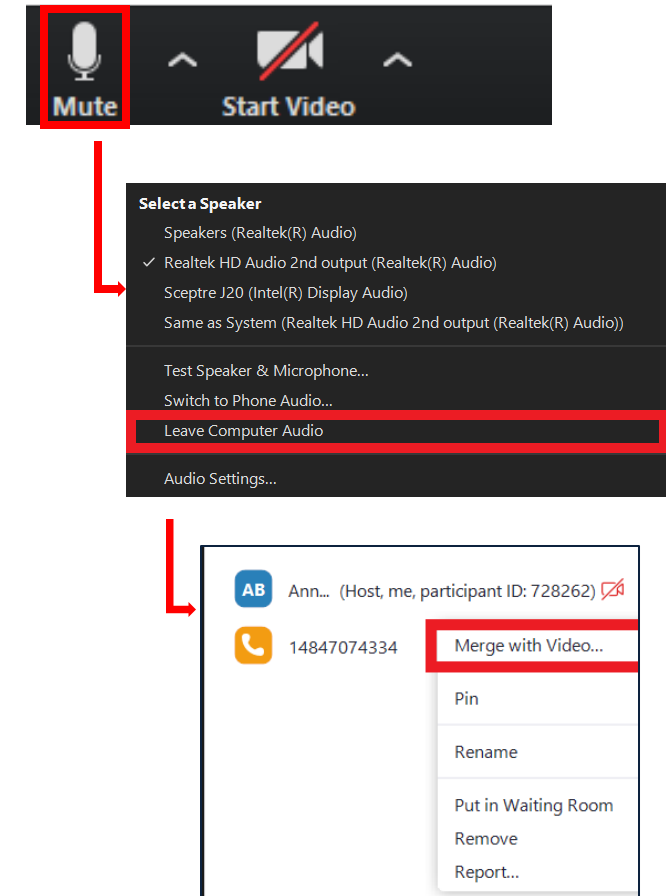 Mute
Start Video
Select a Speaker
Speakers (Realtek(R) Audio)
Realtek HD Audio 2nd output (Realtek(R) Audio)
Sceptre J20 (Intel(R) Display Audio)
Same as System (Realtek HD Audio 2nd output (Realtek(R) Audio))
Test Speaker & Microphone...
Switch to Phone Audio...
Leave Computer Audio
Audio Settings...
AB Ann... (Host, me, participant ID: 728262)
14847074334
Merge with Video...
Pin
Rename
Put in Waiting Room
Remove
Report...